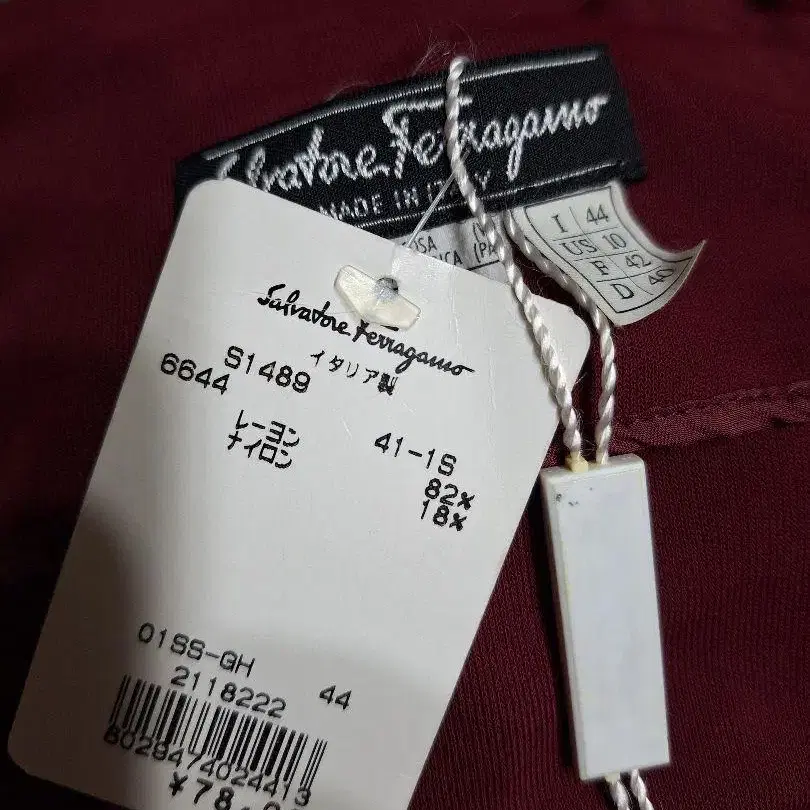 Salvatore Ferragamo
MADE IN ITALY
I 44
US 10
F 42
D 40
Salvatore Ferragamo
イタリア製
S1489
6644
レーヨン
ナイロン
41-1S
82%
18%
01SS-GH
2118222
44
8029474024413
¥78